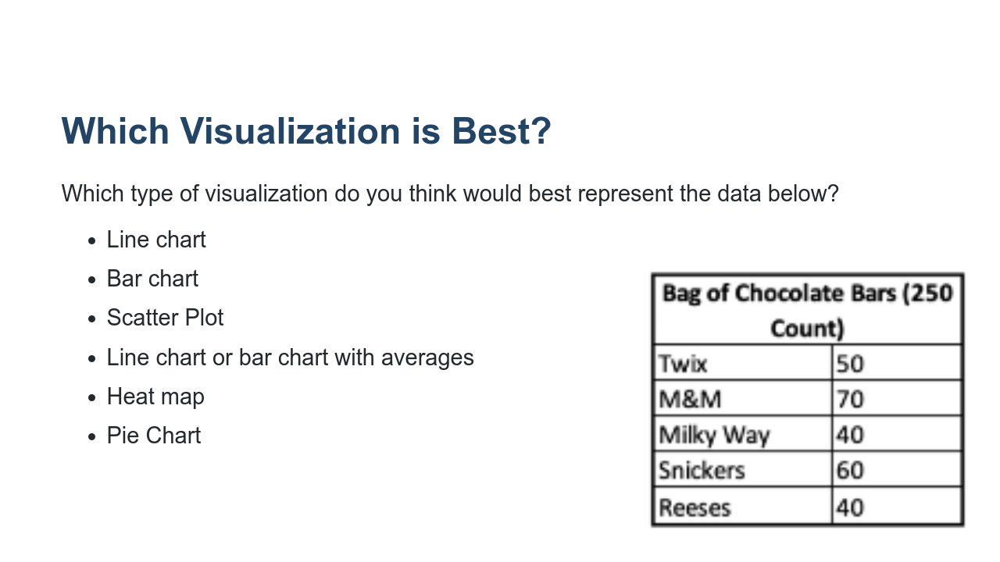 Which Visualization is Best?
Which type of visualization do you think would best represent the data below?
• Line chart
• Bar chart
• Scatter Plot
• Line chart or bar chart with averages
• Heat map
• Pie Chart
Bag of Chocolate Bars (250
Count)
Twix 50
M&M 70
Milky Way 40
Snickers 60
Reeses 40